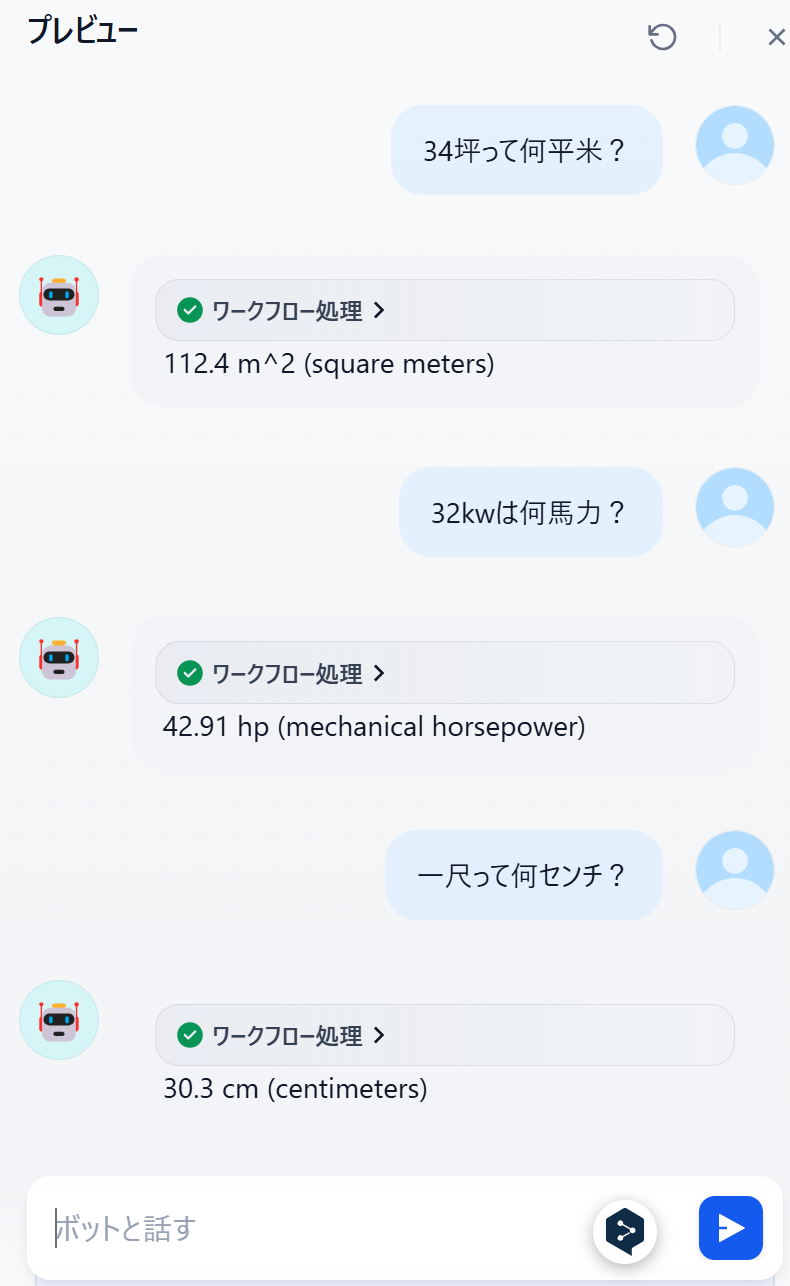 プレビュー
34坪って何平米？
ワークフロー処理
112.4 m^2 (square meters)
32kwは何馬力？
ワークフロー処理
42.91 hp (mechanical horsepower)
一尺って何センチ？
ワークフロー処理
30.3 cm (centimeters)
ボットと話す